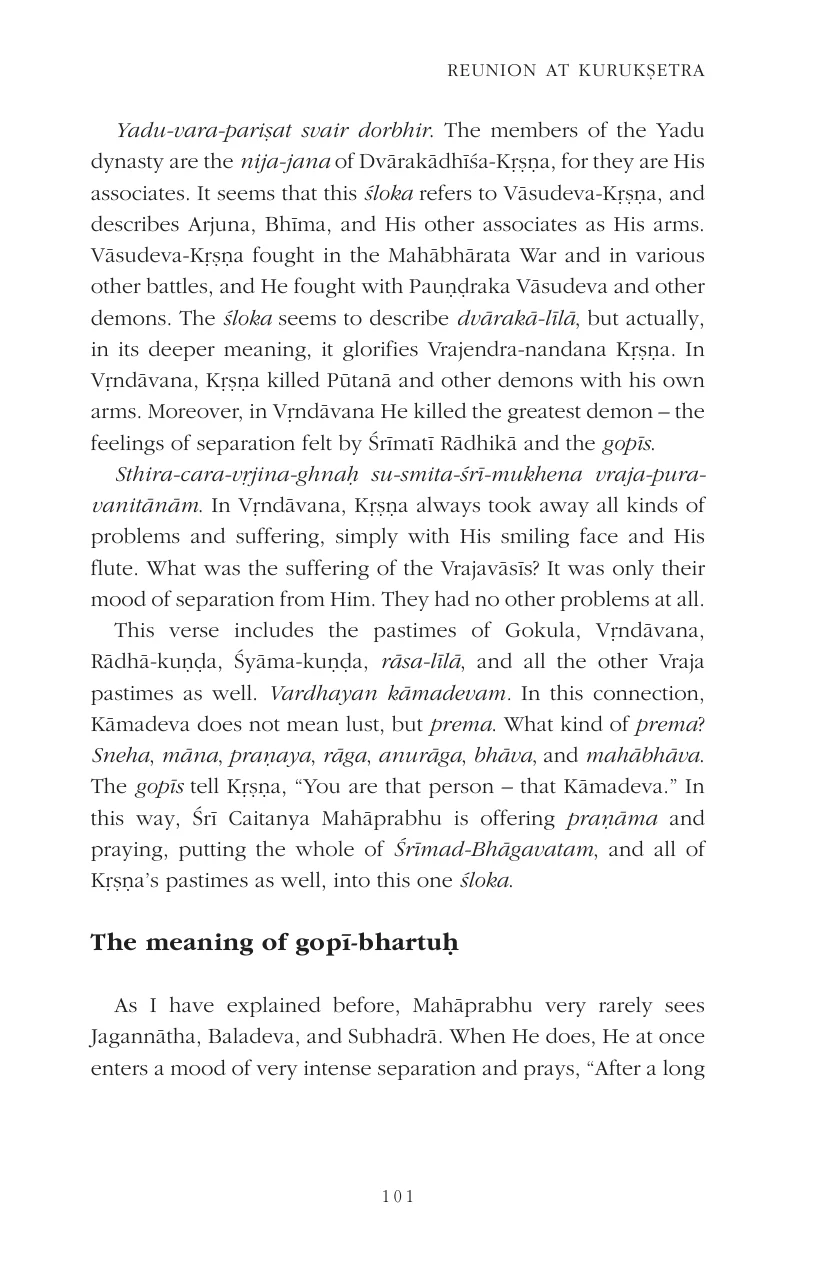 REUNION AT KURUKṢETRA
Yadu-vara-pariṣat svair dorbhir. The members of the Yadu
dynasty are the nija-jana of Dvārakādhīśa-Kṛṣṇa, for they are His
associates. It seems that this śloka refers to Vāsudeva-Kṛṣṇa, and
describes Arjuna, Bhīma, and His other associates as His arms.
Vāsudeva-Kṛṣṇa fought in the Mahābhārata War and in various
other battles, and He fought with Pauṇḍraka Vāsudeva and other
demons. The śloka seems to describe dvārakā-līlā, but actually,
in its deeper meaning, it glorifies Vrajendra-nandana Kṛṣṇa. In
Vṛndāvana, Kṛṣṇa killed Pūtanā and other demons with his own
arms. Moreover, in Vṛndāvana He killed the greatest demon – the
feelings of separation felt by Śrīmatī Rādhikā and the gopīs.
Sthira-cara-vṛjina-ghnaḥ su-smita-śrī-mukhena vraja-pura-
vanitānām. In Vṛndāvana, Kṛṣṇa always took away all kinds of
problems and suffering, simply with His smiling face and His
flute. What was the suffering of the Vrajavāsīs? It was only their
mood of separation from Him. They had no other problems at all.
This verse includes the pastimes of Gokula, Vṛndāvana,
Rādhā-kuṇḍa, Śyāma-kuṇḍa, rāsa-līlā, and all the other Vraja
pastimes as well. Vardhayan kāmadevam. In this connection,
Kāmadeva does not mean lust, but prema. What kind of prema?
Sneha, māna, praṇaya, rāga, anurāga, bhāva, and mahābhāva.
The gopīs tell Kṛṣṇa, “You are that person – that Kāmadeva.” In
this way, Śrī Caitanya Mahāprabhu is offering praṇāma and
praying, putting the whole of Śrīmad-Bhāgavatam, and all of
Kṛṣṇa’s pastimes as well, into this one śloka.
The meaning of gopī-bhartuḥ
As I have explained before, Mahāprabhu very rarely sees
Jagannātha, Baladeva, and Subhadrā. When He does, He at once
enters a mood of very intense separation and prays, “After a long
101